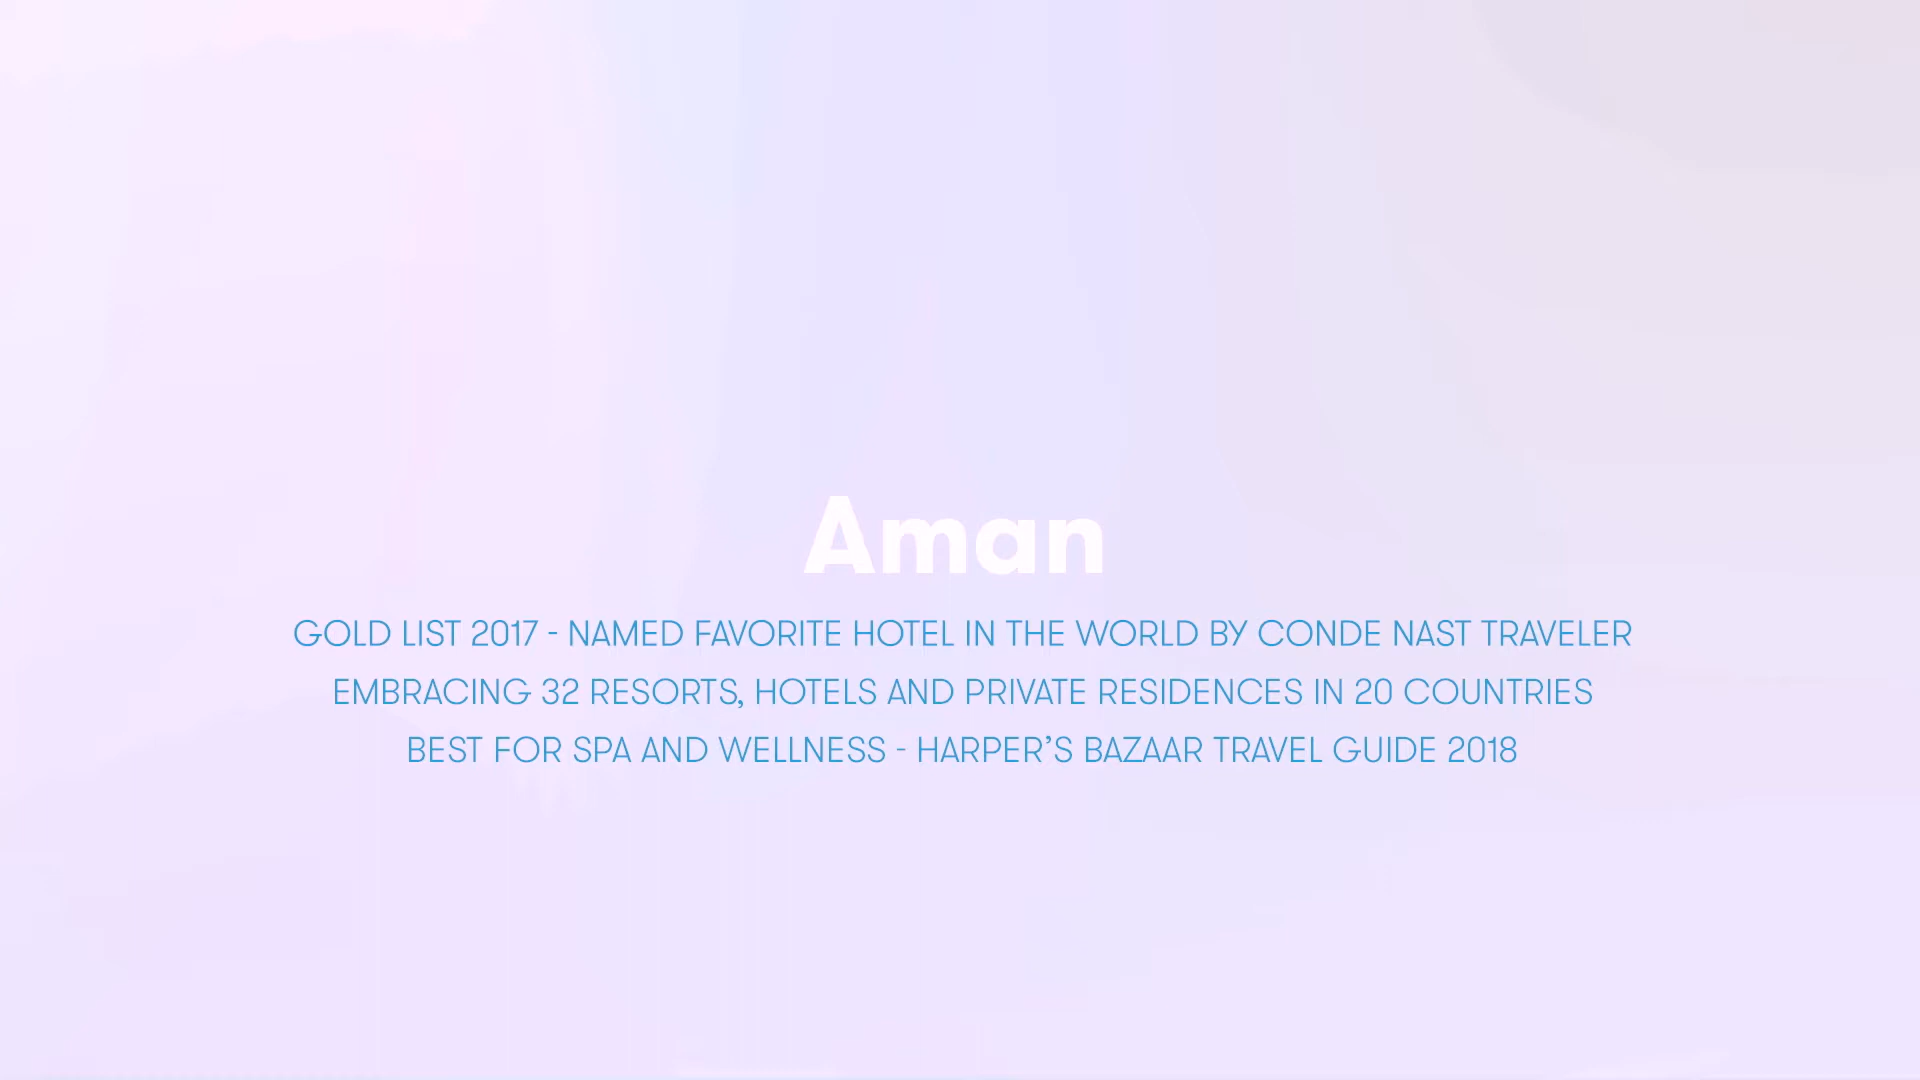 Aman
GOLD LIST 2017 - NAMED FAVORITE HOTEL IN THE WORLD BY CONDE NAST TRAVELER
EMBRACING 32 RESORTS, HOTELS AND PRIVATE RESIDENCES IN 20 COUNTRIES
BEST FOR SPA AND WELLNESS - HARPER’S BAZAAR TRAVEL GUIDE 2018